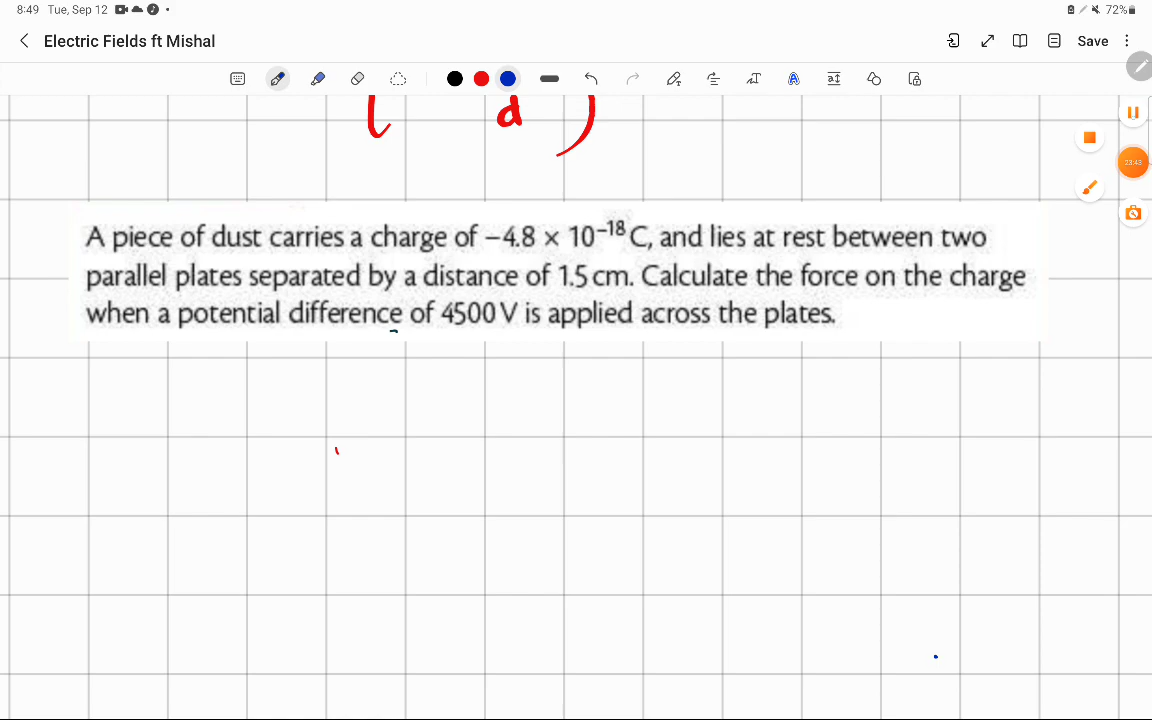 8:49 Tue, Sep 12
72%
Electric Fields ft Mishal
Save
d )
23:43
A piece of dust carries a charge of −4.8 × 10⁻¹⁸ C, and lies at rest between two
parallel plates separated by a distance of 1.5 cm. Calculate the force on the charge
when a potential difference of 4500 V is applied across the plates.